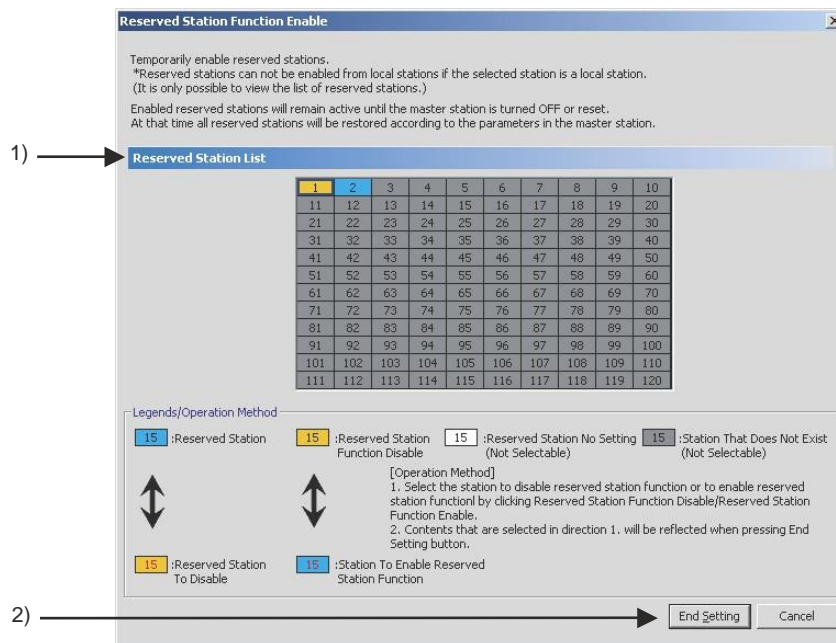 Reserved Station Function Enable
Temporarily enable reserved stations.
*Reserved stations can not be enabled from local stations if the selected station is a local station.
(It is only possible to view the list of reserved stations.)
Enabled reserved stations will remain active until the master station is turned OFF or reset.
At that time all reserved stations will be restored according to the parameters in the master station.
1)
Reserved Station List
1 2 3 4 5 6 7 8 9 10
11 12 13 14 15 16 17 18 19 20
21 22 23 24 25 26 27 28 29 30
31 32 33 34 35 36 37 38 39 40
41 42 43 44 45 46 47 48 49 50
51 52 53 54 55 56 57 58 59 60
61 62 63 64 65 66 67 68 69 70
71 72 73 74 75 76 77 78 79 80
81 82 83 84 85 86 87 88 89 90
91 92 93 94 95 96 97 98 99 100
101 102 103 104 105 106 107 108 109 110
111 112 113 114 115 116 117 118 119 120
Legends/Operation Method
15 :Reserved Station
15 :Reserved Station
Function Disable
15 :Reserved Station No Setting
(Not Selectable)
15 :Station That Does Not Exist
(Not Selectable)
[Operation Method]
1. Select the station to disable reserved station function or to enable reserved
station functionl by clicking Reserved Station Function Disable/Reserved Station
Function Enable.
2. Contents that are selected in direction 1. will be reflected when pressing End
Setting button.
15 :Reserved Station
To Disable
15 :Station To Enable Reserved
Station Function
2)
End Setting
Cancel